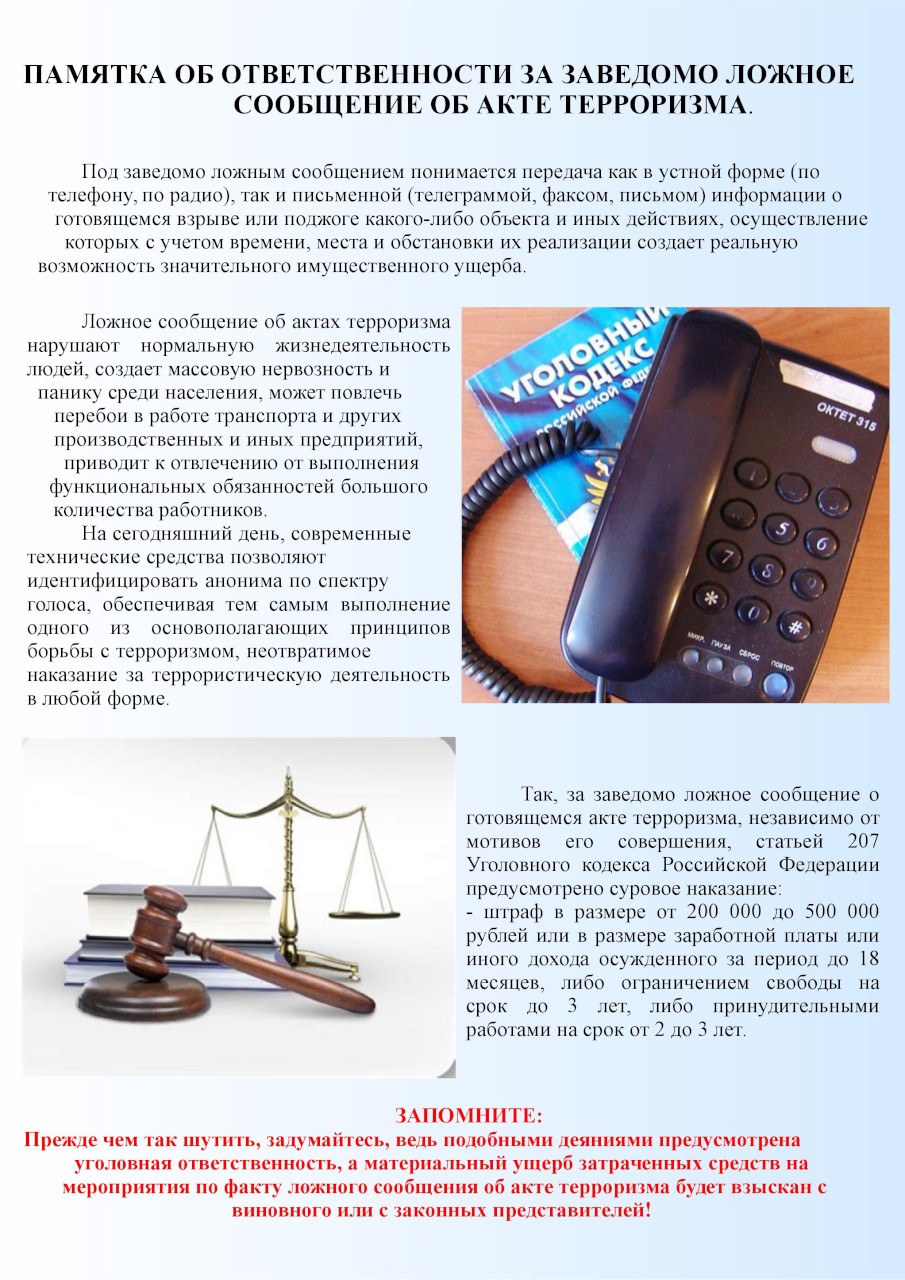 ПАМЯТКА ОБ ОТВЕТСТВЕННОСТИ ЗА ЗАВЕДОМО ЛОЖНОЕ
СООБЩЕНИЕ ОБ АКТЕ ТЕРРОРИЗМА.
Под заведомо ложным сообщением понимается передача как в устной форме (по
телефону, по радио), так и письменной (телеграммой, факсом, письмом) информации о
готовящемся взрыве или поджоге какого-либо объекта и иных действиях, осуществление
которых с учетом времени, места и обстановки их реализации создает реальную
возможность значительного имущественного ущерба.
Ложное сообщение об актах терроризма
нарушают нормальную жизнедеятельность
людей, создает массовую нервозность и
панику среди населения, может повлечь
перебои в работе транспорта и других
производственных и иных предприятий,
приводит к отвлечению от выполнения
функциональных обязанностей большого
количества работников.
На сегодняшний день, современные
технические средства позволяют
идентифицировать анонима по спектру
голоса, обеспечивая тем самым выполнение
одного из основополагающих принципов
борьбы с терроризмом, неотвратимое
наказание за террористическую деятельность
в любой форме.
УГОЛОВНЫЙ
КОДЕКС
РОССИЙСКОЙ ФЕДЕР
ОКТЕТ 315
5
6
7
8
9
*
0
#
МИКР. ПАУЗА СБРОС ПОВТОР
Так, за заведомо ложное сообщение о
готовящемся акте терроризма, независимо от
мотивов его совершения, статьей 207
Уголовного кодекса Российской Федерации
предусмотрено суровое наказание:
- штраф в размере от 200 000 до 500 000
рублей или в размере заработной платы или
иного дохода осужденного за период до 18
месяцев, либо ограничением свободы на
срок до 3 лет, либо принудительными
работами на срок от 2 до 3 лет.
ЗАПОМНИТЕ:
Прежде чем так шутить, задумайтесь, ведь подобными деяниями предусмотрена
уголовная ответственность, а материальный ущерб затраченных средств на
мероприятия по факту ложного сообщения об акте терроризма будет взыскан с
виновного или с законных представителей!